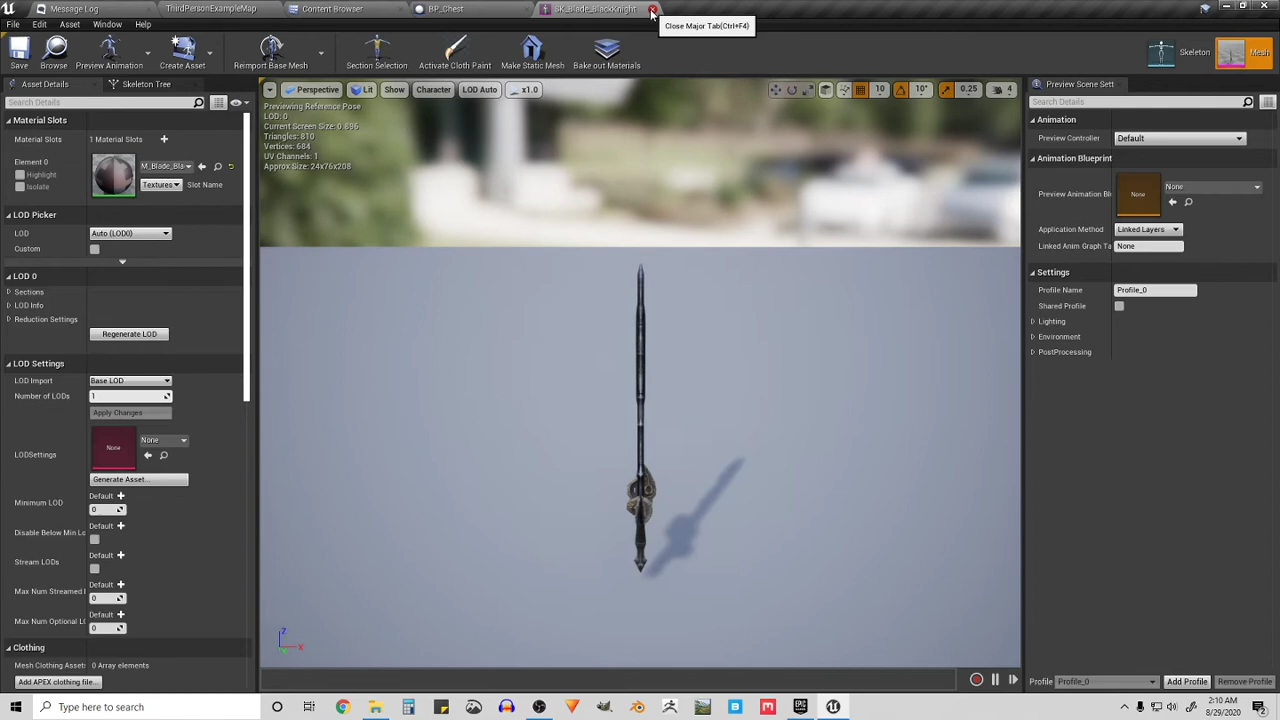 Message Log
ThirdPersonExampleMap
Content Browser
BP_Chest
SK_Blade_BlackKnight
Close Major Tab(Ctrl+F4)
File Edit Asset Window Help
Save
Browse
Preview Animation
Create Asset
Reimport Base Mesh
Section Selection
Activate Cloth Paint
Make Static Mesh
Bake out Materials
Skeleton
Mesh
Asset Details
Skeleton Tree
Search Details
Material Slots
Material Slots 1 Material Slots
Element 0
Highlight
Isolate
M_Blade_Bla
Textures Slot Name
LOD Picker
LOD Auto (LOD0)
Custom
LOD 0
Sections
LOD Info
Reduction Settings
Regenerate LOD
LOD Settings
LOD Import Base LOD
Number of LODs 1
Apply Changes
LODSettings None None
Generate Asset...
Minimum LOD Default
0
Disable Below Min Lo Default
Stream LODs Default
Max Num Streamed Default
0
Max Num Optional LO Default
0
Clothing
Mesh Clothing Assets 0 Array elements
Add APEX clothing file...
Perspective Lit Show Character LOD Auto x1.0
10 10° 0.25 4
Previewing Reference Pose
LOD: 0
Current Screen Size: 0.896
Triangles: 810
Vertices: 684
UV Channels: 1
Approx Size: 24x76x208
Z
X
Y
Preview Scene Sett
Search Details
Animation
Preview Controller Default
Animation Blueprint
Preview Animation Bl None None
Application Method Linked Layers
Linked Anim Graph Ta None
Settings
Profile Name Profile_0
Shared Profile
Lighting
Environment
PostProcessing
Profile Profile_0 Add Profile Remove Profile
Type here to search
2:10 AM
8/29/2020